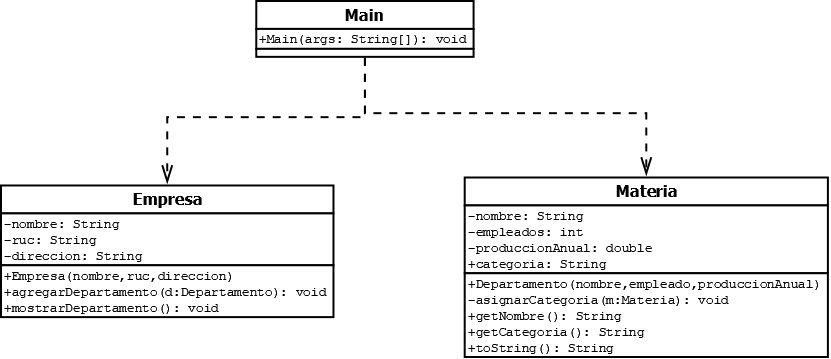 Main
+Main(args: String[]): void
Empresa
-nombre: String
-ruc: String
-direccion: String
+Empresa(nombre,ruc,direccion)
+agregarDepartamento(d:Departamento): void
+mostrarDepartamento(): void
Materia
-nombre: String
-empleados: int
-produccionAnual: double
+categoria: String
+Departamento(nombre,empleado,produccionAnual)
-asignarCategoria(m:Materia): void
+getNombre(): String
+getCategoria(): String
+toString(): String